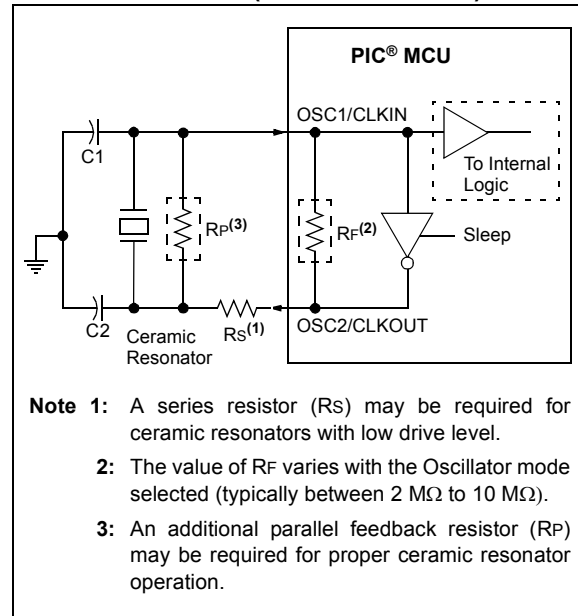 PIC® MCU
OSC1/CLKIN
C1
To Internal
Logic
RP(3)
RF(2)
Sleep
C2
Ceramic
Resonator
RS(1)
OSC2/CLKOUT
Note 1: A series resistor (RS) may be required for
ceramic resonators with low drive level.
2: The value of RF varies with the Oscillator mode
selected (typically between 2 MΩ to 10 MΩ).
3: An additional parallel feedback resistor (RP)
may be required for proper ceramic resonator
operation.